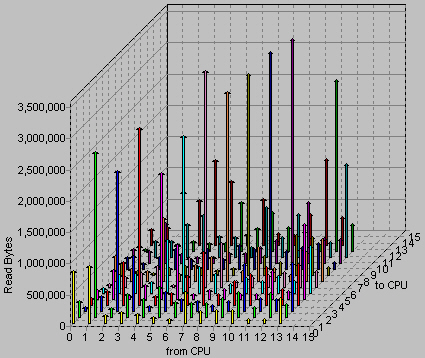 3,500,000
3,000,000
2,500,000
2,000,000
1,500,000
1,000,000
500,000
0
Read Bytes
0 1 2 3 4 5 6 7 8 9 10 11 12 13 14 15
from CPU
0 1 2 3 4 5 6 7 8 9 10 11 12 13 14 15
to CPU